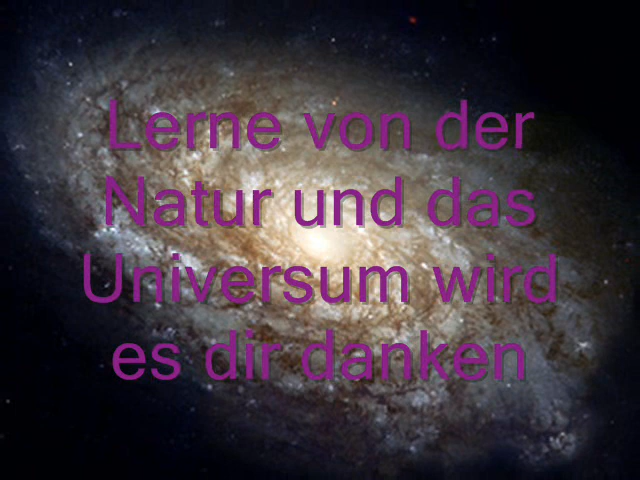 Lerne von der
Natur und das
Universum wird
es dir danken